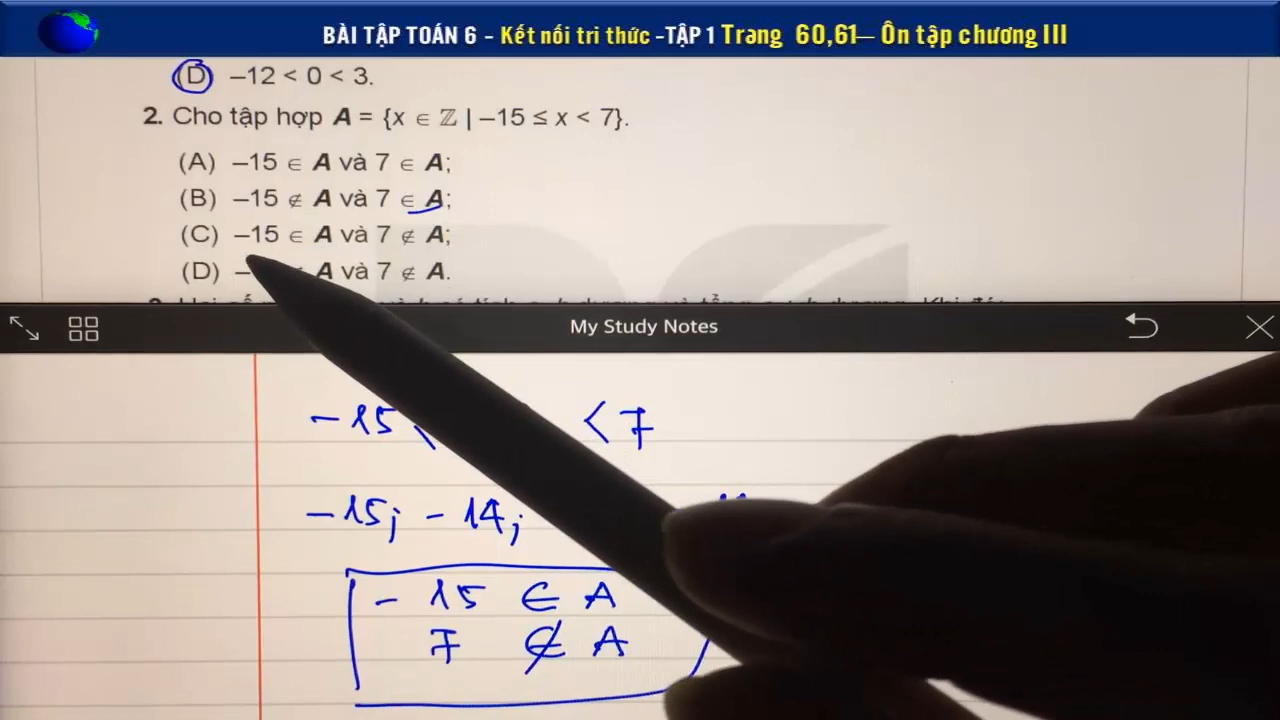 BÀI TẬP TOÁN 6 - Kết nối tri thức -TẬP 1 Trang 60,61– Ôn tập chương III
(D) –12 < 0 < 3.
2. Cho tập hợp A = {x ∈ ℤ | –15 ≤ x < 7}.
(A) –15 ∈ A và 7 ∈ A;
(B) –15 ∉ A và 7 ∈ A;
(C) –15 ∈ A và 7 ∉ A;
(D) – A và 7 ∉ A.
My Study Notes
-15 < 7
-15; -14;
-15 ∈ A
7 ∉ A